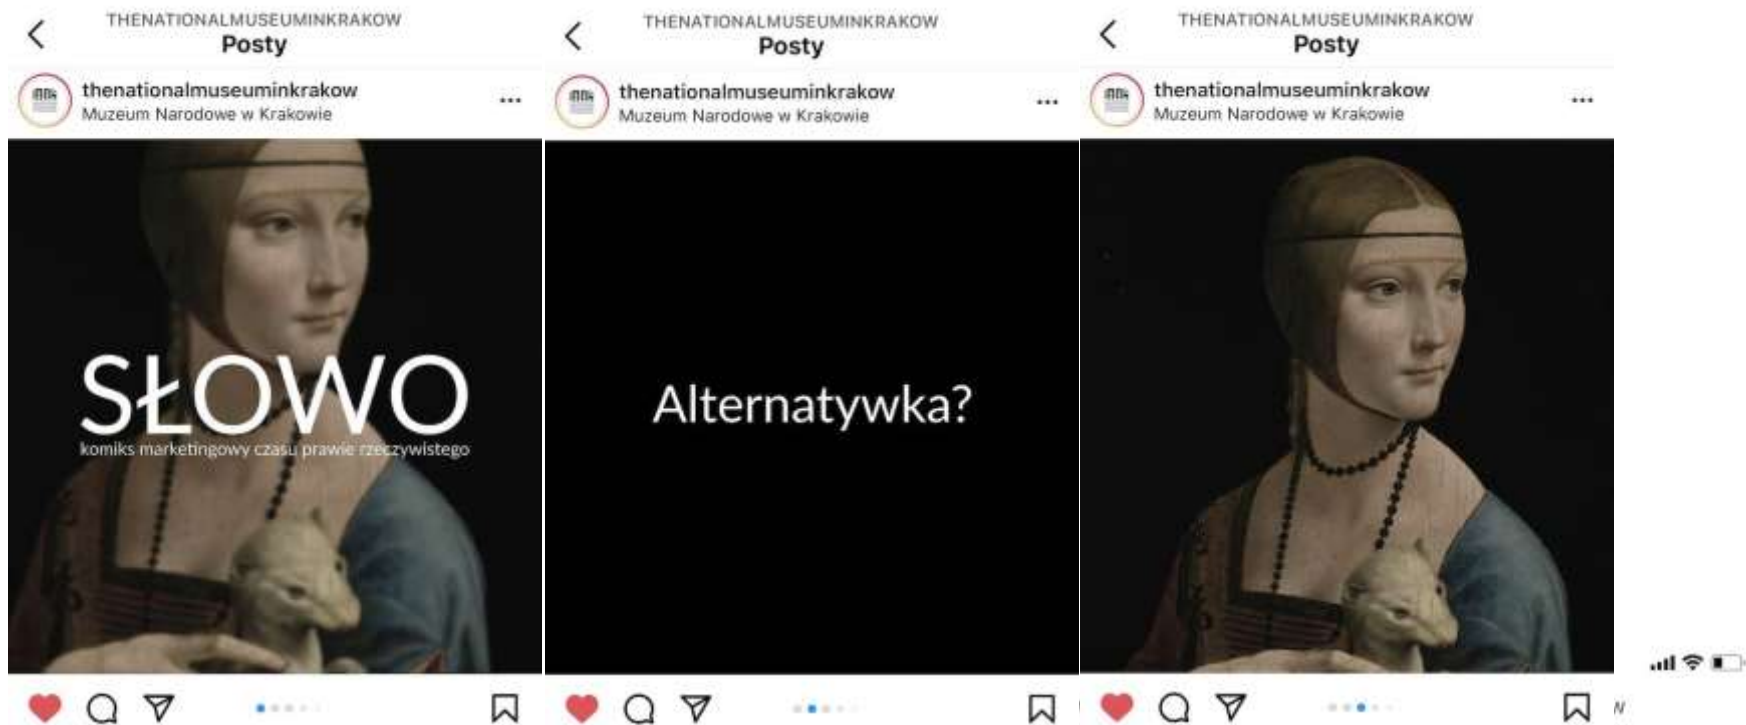 THENATIONALMUSEUMINKRAKOW
Posty
thenationalmuseuminkrakow
Muzeum Narodowe w Krakowie
SŁOWO
komiks marketingowy czasu prawie rzeczywistego
THENATIONALMUSEUMINKRAKOW
Posty
thenationalmuseuminkrakow
Muzeum Narodowe w Krakowie
Alternatywka?
THENATIONALMUSEUMINKRAKOW
Posty
thenationalmuseuminkrakow
Muzeum Narodowe w Krakowie